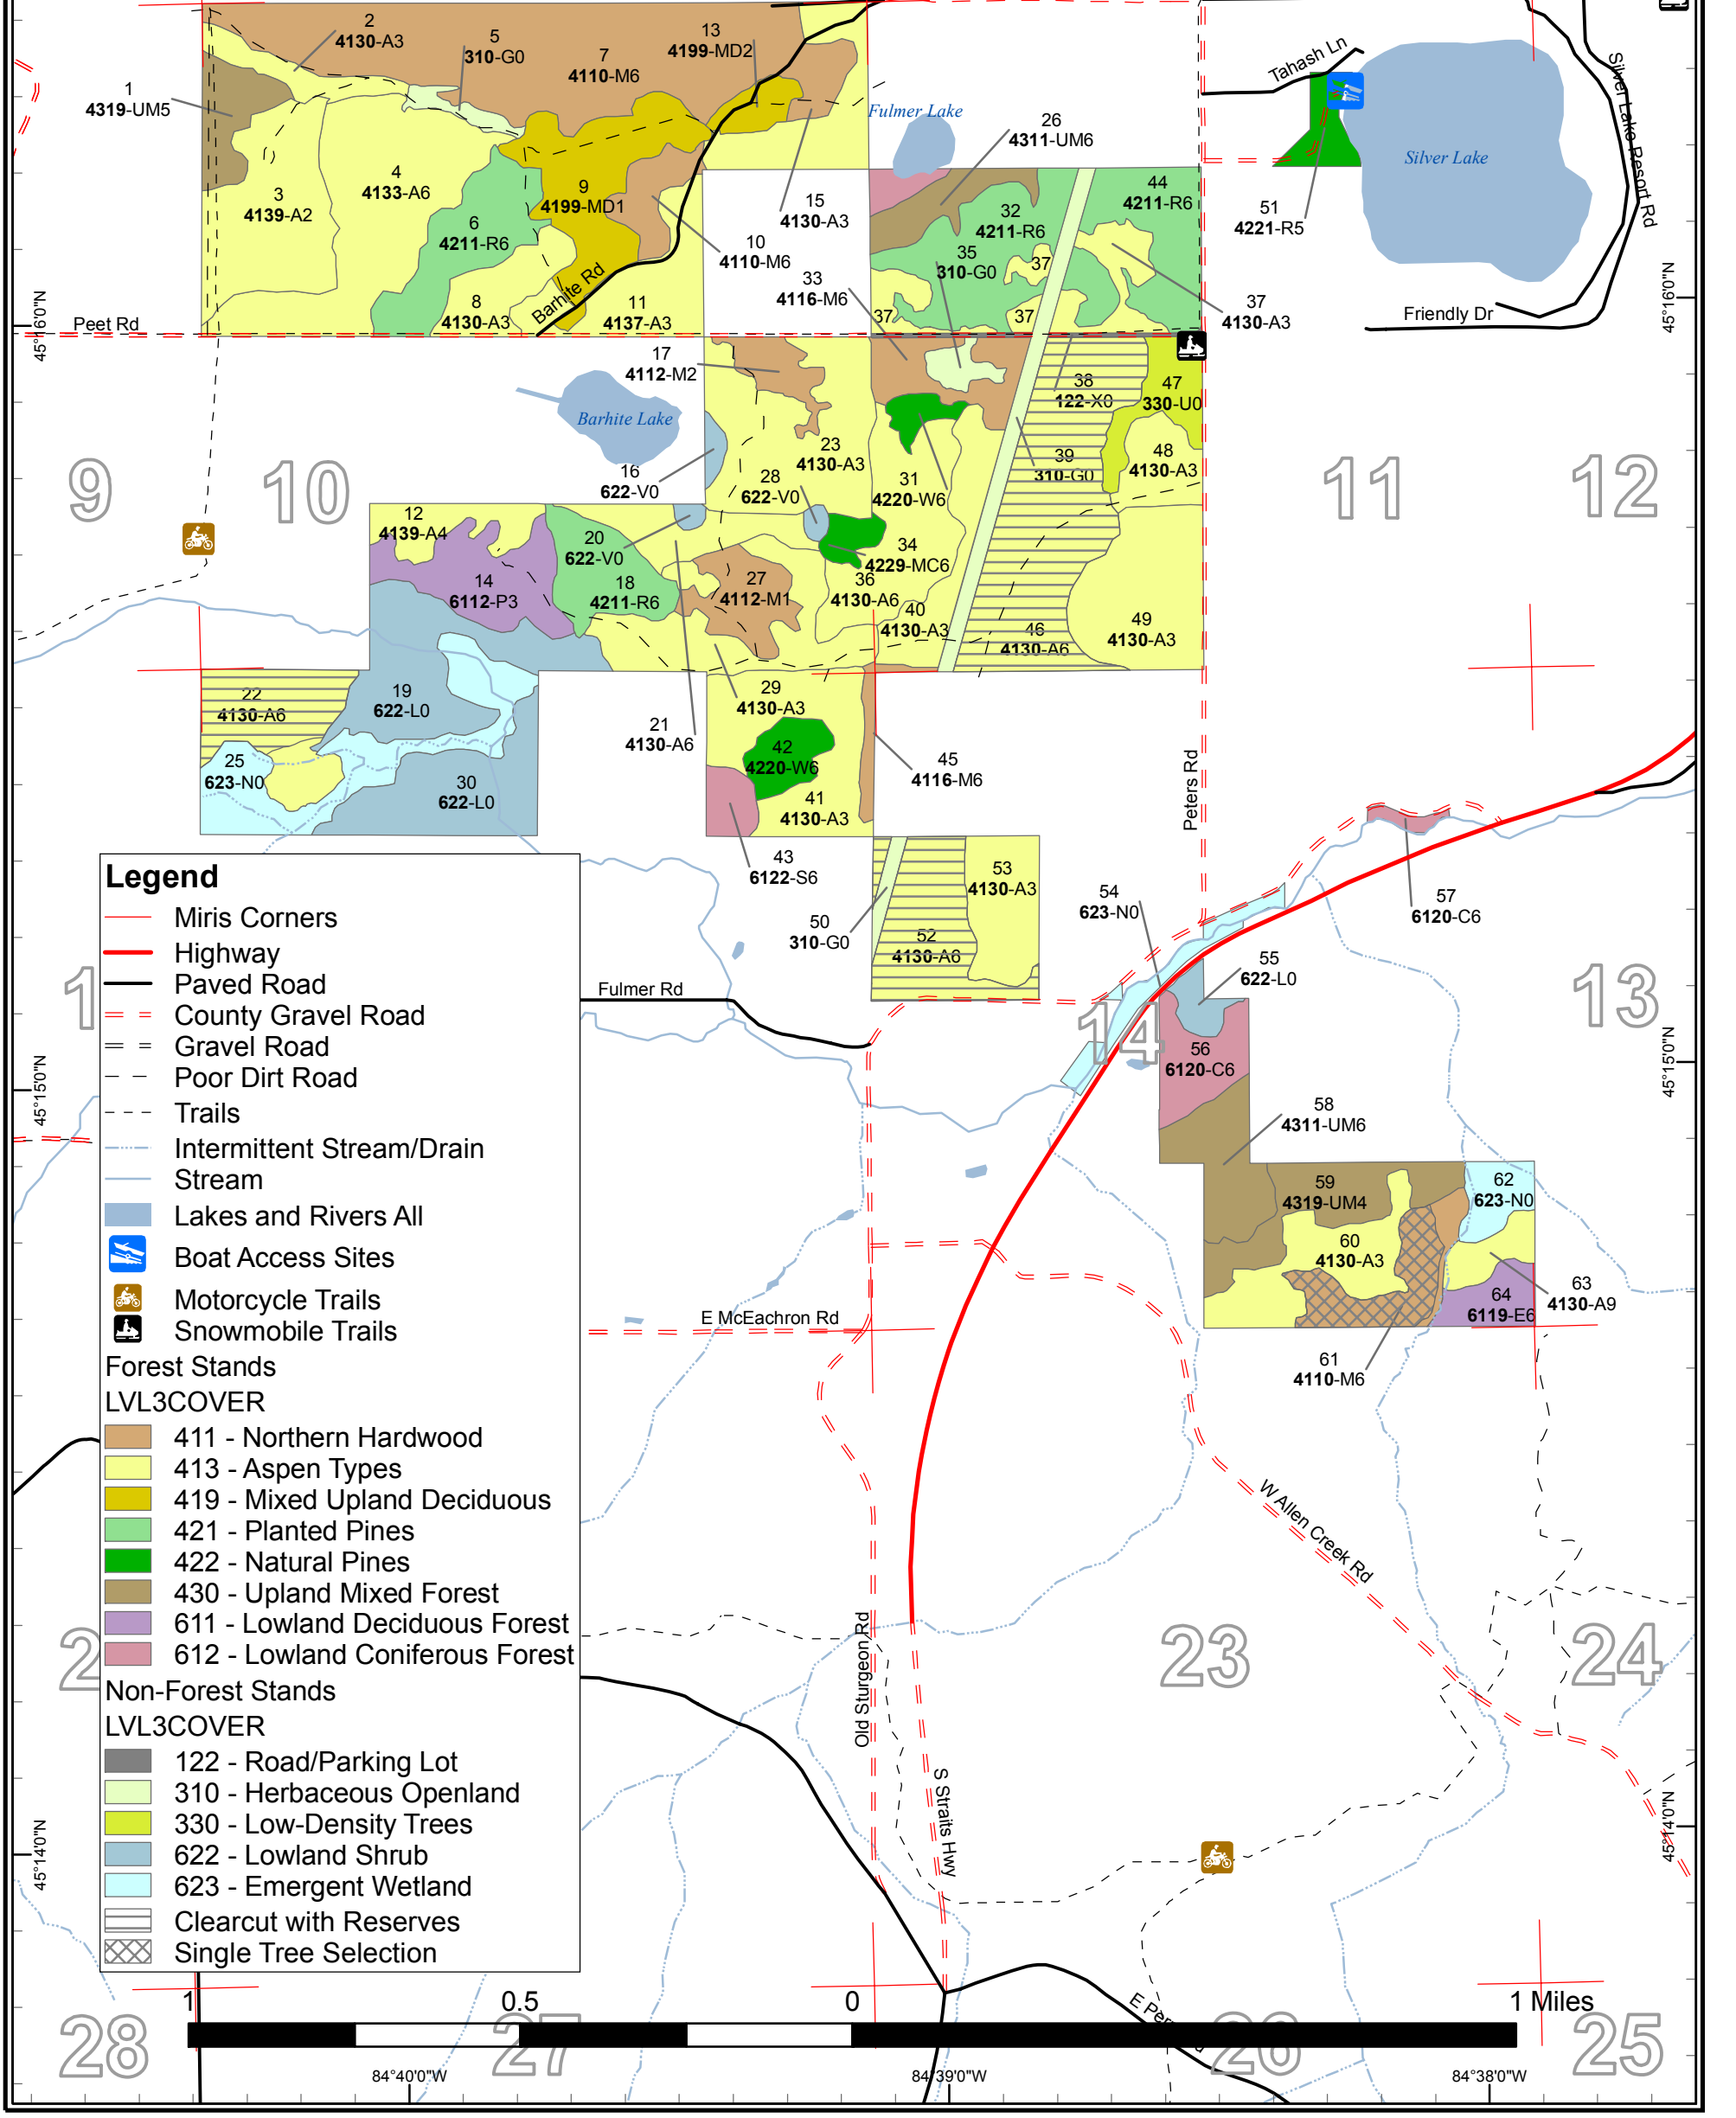 2
4130-A3
5
310-G0
7
4110-M6
13
4199-MD2
1
4319-UM5
Tahash Ln
Silver Lake Resort Rd
Fulmer Lake
26
4311-UM6
Silver Lake
3
4139-A2
4
4133-A6
6
4211-R6
9
4199-MD1
15
4130-A3
10
4110-M6
32
4211-R6
44
4211-R6
51
4221-R5
35
310-G0
37
33
4116-M6
37
37
37
4130-A3
8
4130-A3
Barhite Rd
11
4137-A3
Peet Rd
Friendly Dr
45°16'0"N
45°16'0"N
17
4112-M2
38
122-X0
47
330-U0
Barhite Lake
23
4130-A3
16
622-V0
28
622-V0
31
4220-W6
39
310-G0
48
4130-A3
9
10
11
12
12
4139-A4
20
622-V0
34
4229-MC6
14
6112-P3
18
4211-R6
27
4112-M1
36
4130-A6
40
4130-A3
46
4130-A6
49
4130-A3
22
4130-A6
19
622-L0
21
4130-A6
29
4130-A3
25
623-N0
30
622-L0
42
4220-W6
45
4116-M6
41
4130-A3
Peters Rd
43
6122-S6
50
310-G0
53
4130-A3
52
4130-A6
54
623-N0
57
6120-C6
55
622-L0
Fulmer Rd
1
14
13
56
6120-C6
45°15'0"N
45°15'0"N
58
4311-UM6
59
4319-UM4
62
623-N0
60
4130-A3
63
4130-A9
64
6119-E6
61
4110-M6
E McEachron Rd
W Allen Creek Rd
Old Sturgeon Rd
S Straits Hwy
2
23
24
45°14'0"N
45°14'0"N
Legend
Miris Corners
Highway
Paved Road
County Gravel Road
Gravel Road
Poor Dirt Road
Trails
Intermittent Stream/Drain
Stream
Lakes and Rivers All
Boat Access Sites
Motorcycle Trails
Snowmobile Trails
Forest Stands
LVL3COVER
411 - Northern Hardwood
413 - Aspen Types
419 - Mixed Upland Deciduous
421 - Planted Pines
422 - Natural Pines
430 - Upland Mixed Forest
611 - Lowland Deciduous Forest
612 - Lowland Coniferous Forest
Non-Forest Stands
LVL3COVER
122 - Road/Parking Lot
310 - Herbaceous Openland
330 - Low-Density Trees
622 - Lowland Shrub
623 - Emergent Wetland
Clearcut with Reserves
Single Tree Selection
1 0.5 0 1 Miles
E
28
27
26
25
84°40'0"W
84°39'0"W
84°38'0"W